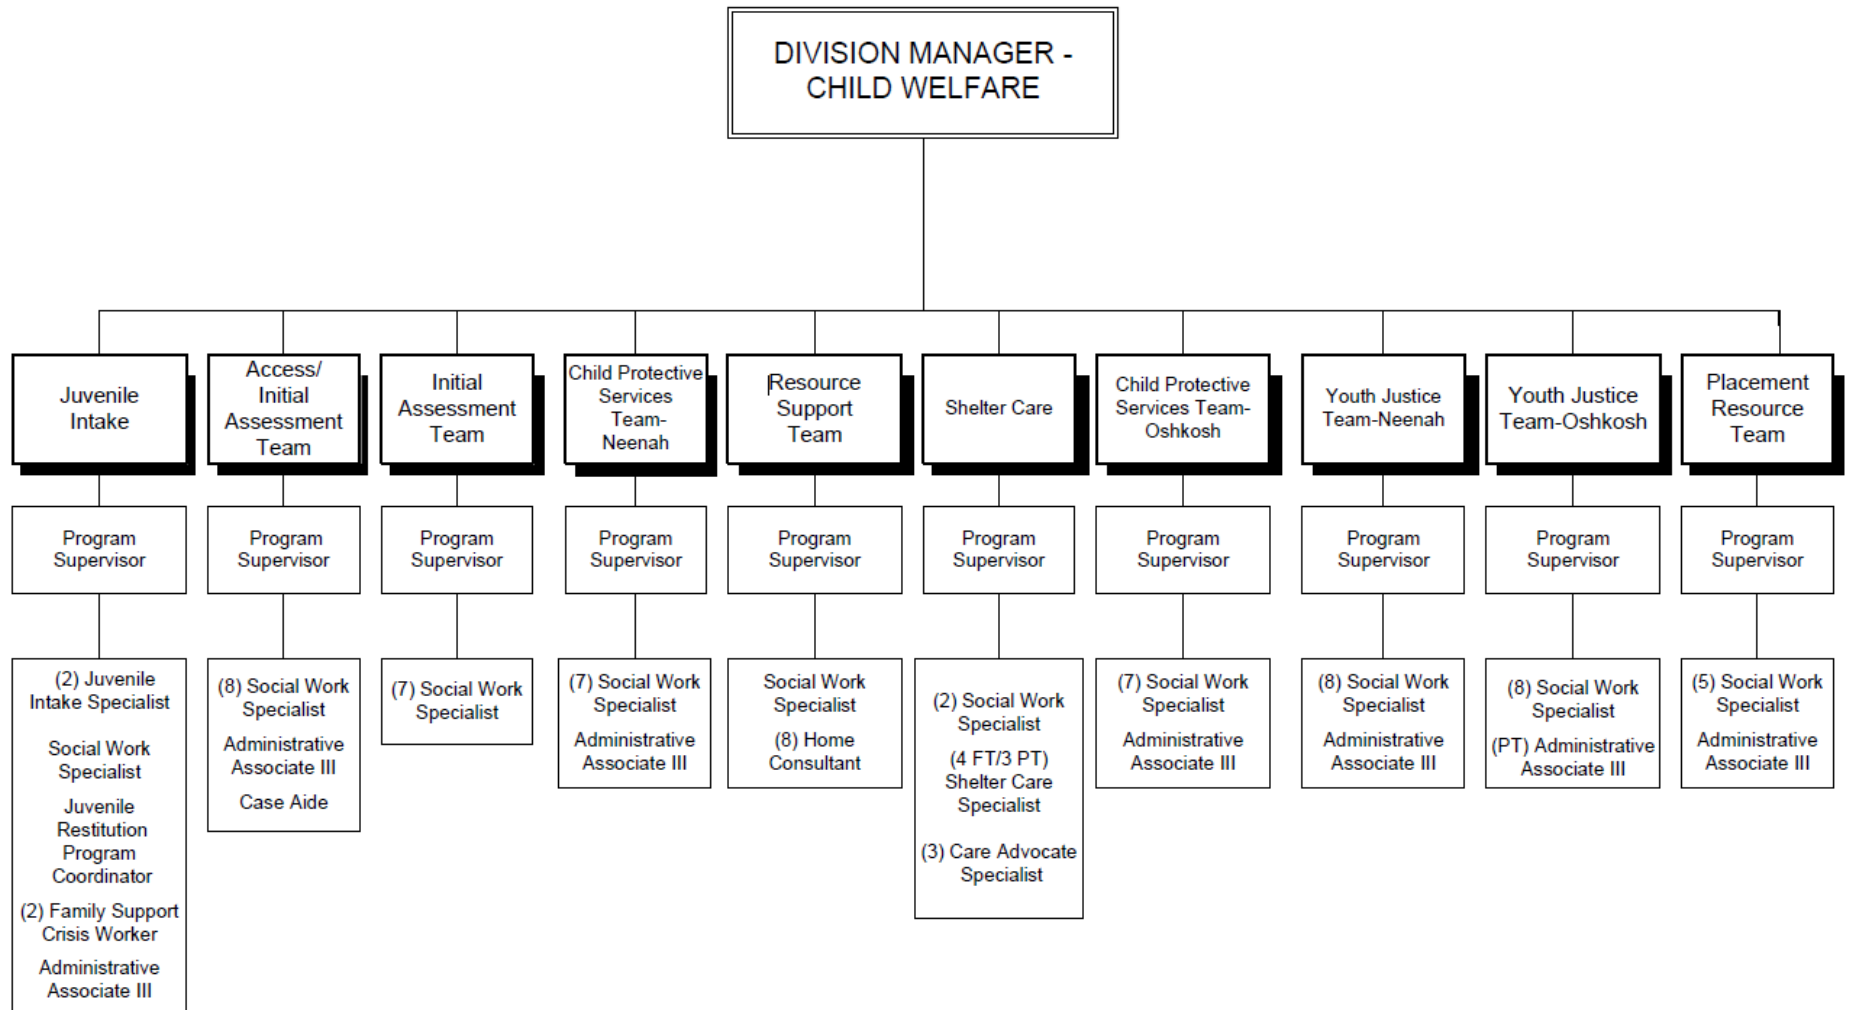 DIVISION MANAGER -
CHILD WELFARE
Juvenile
Intake
Access/
Initial
Assessment
Team
Initial
Assessment
Team
Child Protective
Services
Team-
Neenah
Resource
Support
Team
Shelter Care
Child Protective
Services Team-
Oshkosh
Youth Justice
Team-Neenah
Youth Justice
Team-Oshkosh
Placement
Resource
Team
Program
Supervisor
Program
Supervisor
Program
Supervisor
Program
Supervisor
Program
Supervisor
Program
Supervisor
Program
Supervisor
Program
Supervisor
Program
Supervisor
Program
Supervisor
(2) Juvenile
Intake Specialist
Social Work
Specialist
Juvenile
Restitution
Program
Coordinator
(2) Family Support
Crisis Worker
Administrative
Associate III
(8) Social Work
Specialist
Administrative
Associate III
Case Aide
(7) Social Work
Specialist
(7) Social Work
Specialist
Administrative
Associate III
Social Work
Specialist
(8) Home
Consultant
(2) Social Work
Specialist
(4 FT/3 PT)
Shelter Care
Specialist
(3) Care Advocate
Specialist
(7) Social Work
Specialist
Administrative
Associate III
(8) Social Work
Specialist
Administrative
Associate III
(8) Social Work
Specialist
(PT) Administrative
Associate III
(5) Social Work
Specialist
Administrative
Associate III